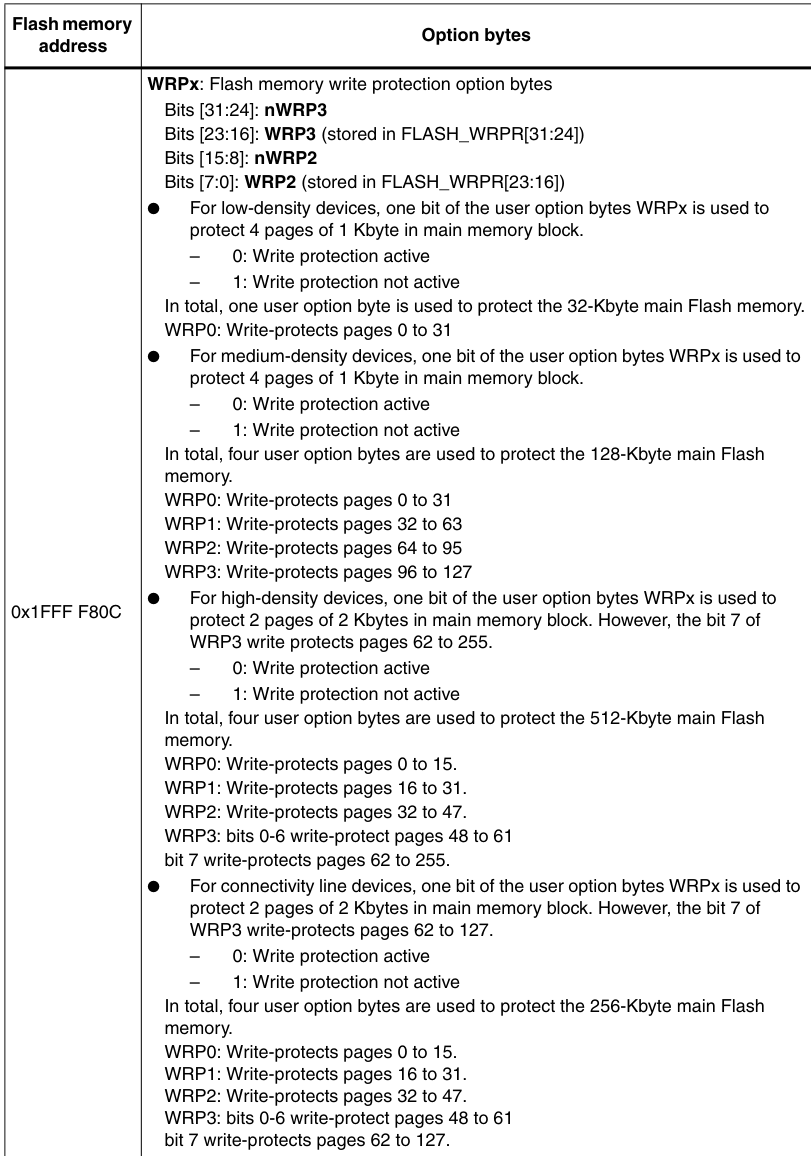 Flash memory address
Option bytes
0x1FFF F80C
WRPx: Flash memory write protection option bytes
Bits [31:24]: nWRP3
Bits [23:16]: WRP3 (stored in FLASH_WRPR[31:24])
Bits [15:8]: nWRP2
Bits [7:0]: WRP2 (stored in FLASH_WRPR[23:16])
● For low-density devices, one bit of the user option bytes WRPx is used to
protect 4 pages of 1 Kbyte in main memory block.
– 0: Write protection active
– 1: Write protection not active
In total, one user option byte is used to protect the 32-Kbyte main Flash memory.
WRP0: Write-protects pages 0 to 31
● For medium-density devices, one bit of the user option bytes WRPx is used to
protect 4 pages of 1 Kbyte in main memory block.
– 0: Write protection active
– 1: Write protection not active
In total, four user option bytes are used to protect the 128-Kbyte main Flash
memory.
WRP0: Write-protects pages 0 to 31
WRP1: Write-protects pages 32 to 63
WRP2: Write-protects pages 64 to 95
WRP3: Write-protects pages 96 to 127
● For high-density devices, one bit of the user option bytes WRPx is used to
protect 2 pages of 2 Kbytes in main memory block. However, the bit 7 of
WRP3 write protects pages 62 to 255.
– 0: Write protection active
– 1: Write protection not active
In total, four user option bytes are used to protect the 512-Kbyte main Flash
memory.
WRP0: Write-protects pages 0 to 15.
WRP1: Write-protects pages 16 to 31.
WRP2: Write-protects pages 32 to 47.
WRP3: bits 0-6 write-protect pages 48 to 61
bit 7 write-protects pages 62 to 255.
● For connectivity line devices, one bit of the user option bytes WRPx is used to
protect 2 pages of 2 Kbytes in main memory block. However, the bit 7 of
WRP3 write-protects pages 62 to 127.
– 0: Write protection active
– 1: Write protection not active
In total, four user option bytes are used to protect the 256-Kbyte main Flash
memory.
WRP0: Write-protects pages 0 to 15.
WRP1: Write-protects pages 16 to 31.
WRP2: Write-protects pages 32 to 47.
WRP3: bits 0-6 write-protect pages 48 to 61
bit 7 write-protects pages 62 to 127.